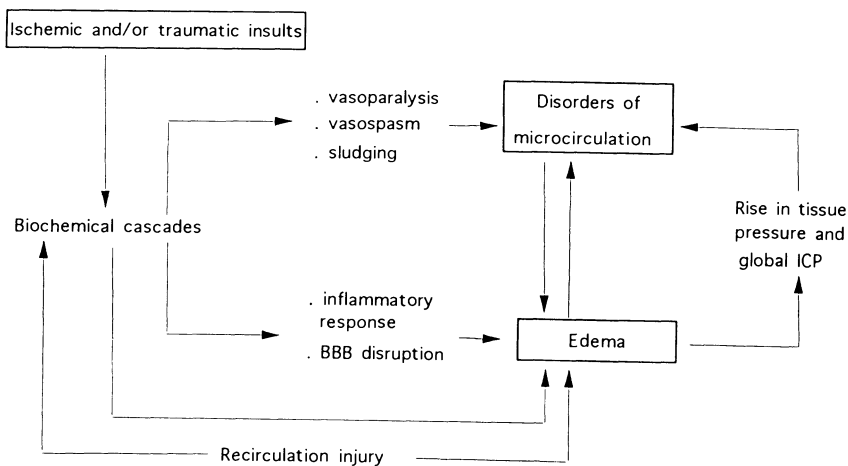 Ischemic and/or traumatic insults
. vasoparalysis
. vasospasm
. sludging
Disorders of
microcirculation
Biochemical cascades
Rise in tissue
pressure and
global ICP
. inflammatory
response
. BBB disruption
Edema
Recirculation injury